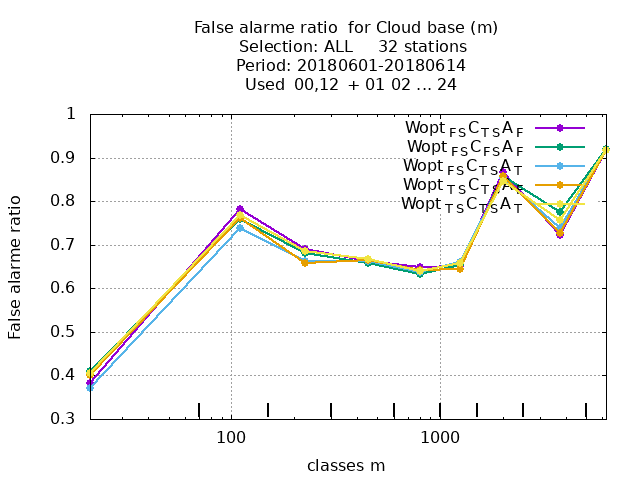 False alarme ratio  for Cloud base (m)
Selection: ALL     32 stations
Period: 20180601-20180614
Used  00,12  + 01 02 ... 24
1
0.9
0.8
0.7
0.6
0.5
0.4
0.3
False alarme ratio
Wopt FS C TS A F
Wopt FS C FS A F
Wopt FS C TS A T
Wopt TS C TS A F
Wopt TS C TS A T
100
1000
classes m